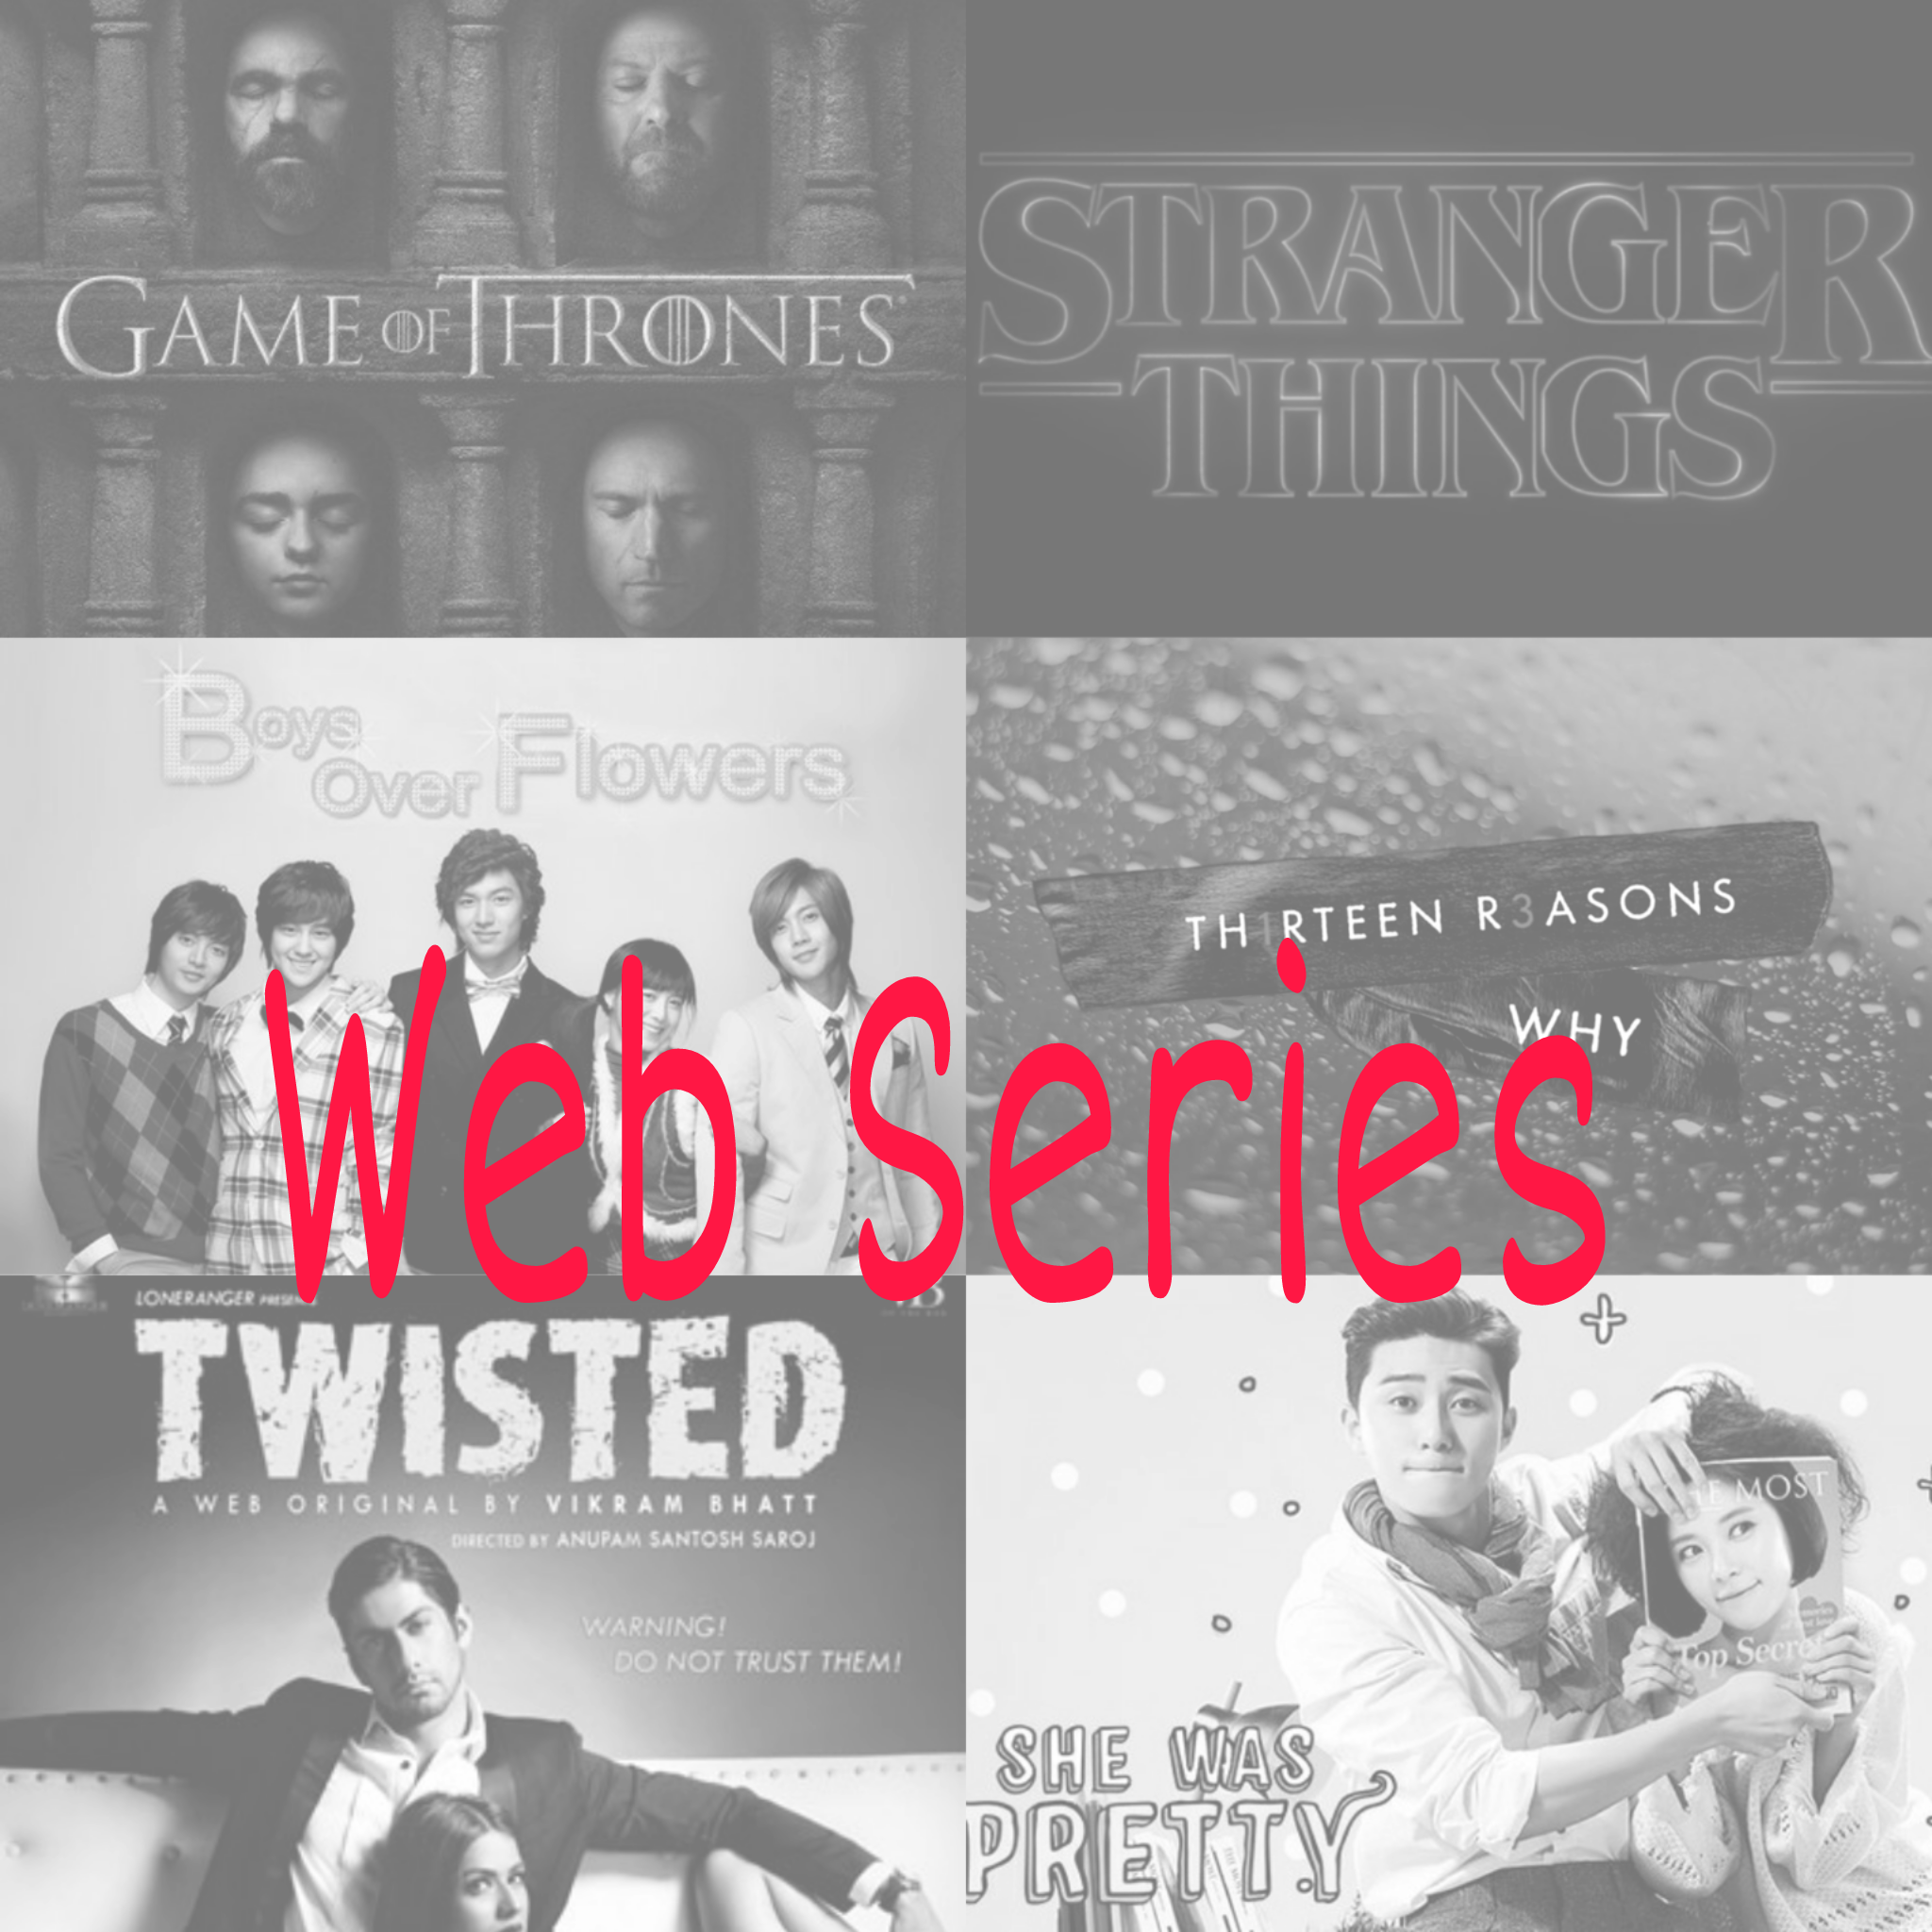 GAME OF THRONES
STRANGER
THINGS
Boys
Over Flowers
TH1RTEEN R3ASONS
WHY
Web Series
LONERANGER PRESENTS
TWISTED
A WEB ORIGINAL BY VIKRAM BHATT
DIRECTED BY ANUPAM SANTOSH SAROJ
WARNING!
DO NOT TRUST THEM!
MOST
Top Secret
SHE WAS
PRETTY